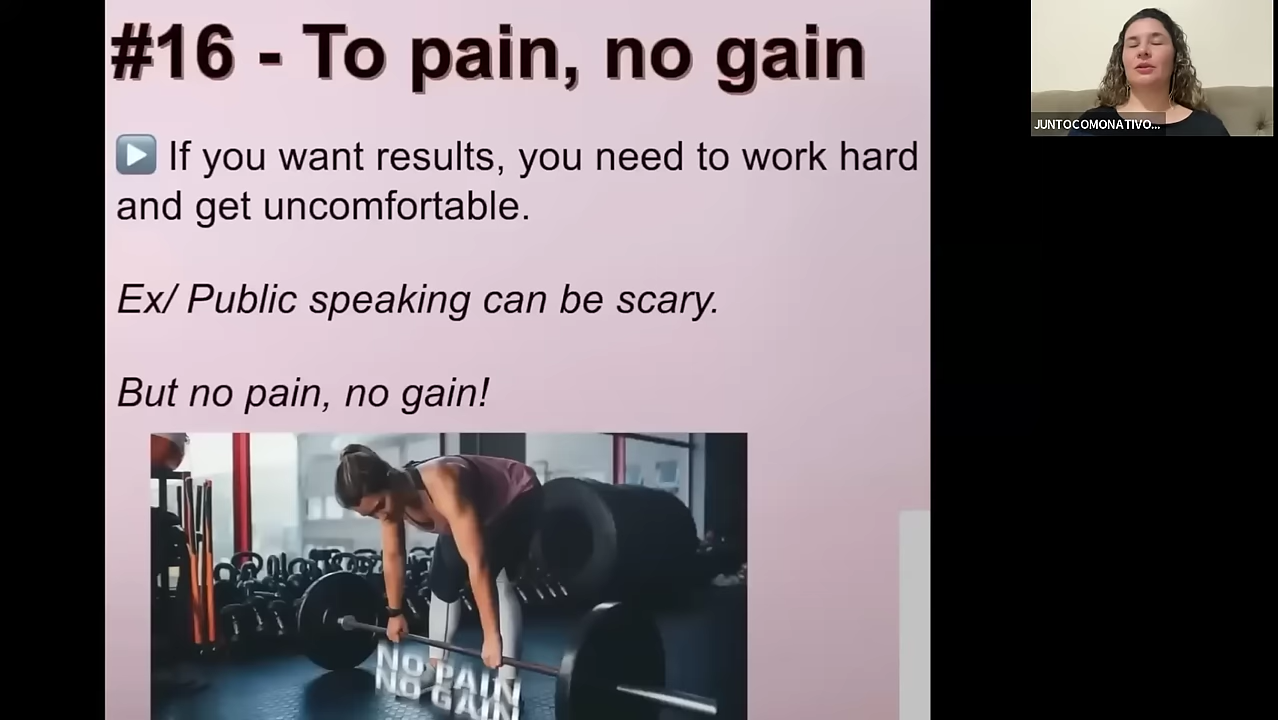 #16 - To pain, no gain
▶️ If you want results, you need to work hard
and get uncomfortable.
Ex/ Public speaking can be scary.
But no pain, no gain!
NO PAIN
NO GAIN
JUNTOCOMONATIVO...